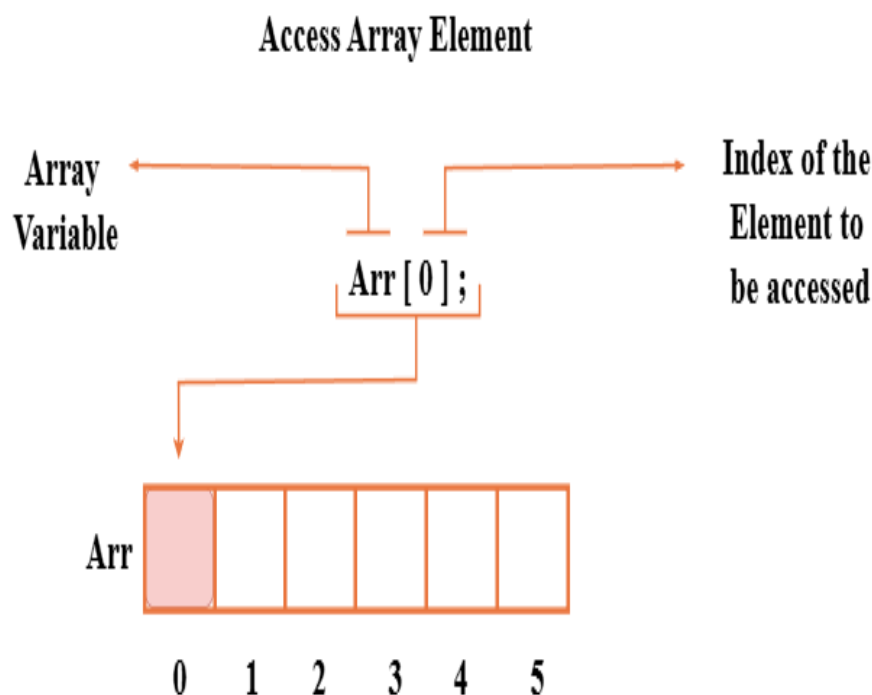 Access Array Element
Array
Variable
Index of the
Element to
be accessed
Arr [ 0 ] ;
Arr
0 1 2 3 4 5